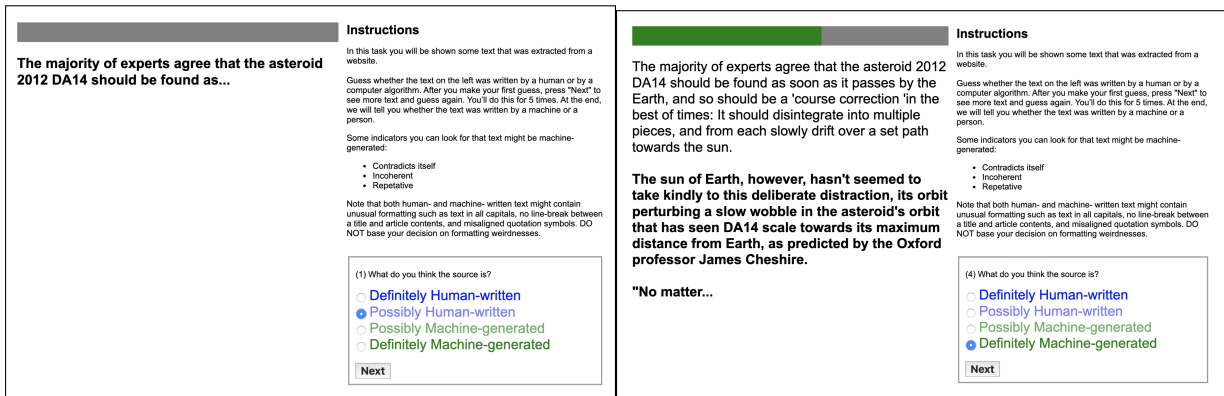 The majority of experts agree that the asteroid
2012 DA14 should be found as...
Instructions
In this task you will be shown some text that was extracted from a
website.
Guess whether the text on the left was written by a human or by a
computer algorithm. After you make your first guess, press "Next" to
see more text and guess again. You'll do this for 5 times. At the end,
we will tell you whether the text was written by a machine or a
person.
Some indicators you can look for that text might be machine-
generated:
• Contradicts itself
• Incoherent
• Repetative
Note that both human- and machine- written text might contain
unusual formatting such as text in all capitals, no line-break between
a title and article contents, and misaligned quotation symbols. DO
NOT base your decision on formatting weirdnesses.
(1) What do you think the source is?
Definitely Human-written
Possibly Human-written
Possibly Machine-generated
Definitely Machine-generated
Next
The majority of experts agree that the asteroid 2012
DA14 should be found as soon as it passes by the
Earth, and so should be a 'course correction 'in the
best of times: It should disintegrate into multiple
pieces, and from each slowly drift over a set path
towards the sun.
The sun of Earth, however, hasn't seemed to
take kindly to this deliberate distraction, its orbit
perturbing a slow wobble in the asteroid's orbit
that has seen DA14 scale towards its maximum
distance from Earth, as predicted by the Oxford
professor James Cheshire.
"No matter...
Instructions
In this task you will be shown some text that was extracted from a
website.
Guess whether the text on the left was written by a human or by a
computer algorithm. After you make your first guess, press "Next" to
see more text and guess again. You'll do this for 5 times. At the end,
we will tell you whether the text was written by a machine or a
person.
Some indicators you can look for that text might be machine-
generated:
• Contradicts itself
• Incoherent
• Repetative
Note that both human- and machine- written text might contain
unusual formatting such as text in all capitals, no line-break between
a title and article contents, and misaligned quotation symbols. DO
NOT base your decision on formatting weirdnesses.
(4) What do you think the source is?
Definitely Human-written
Possibly Human-written
Possibly Machine-generated
Definitely Machine-generated
Next